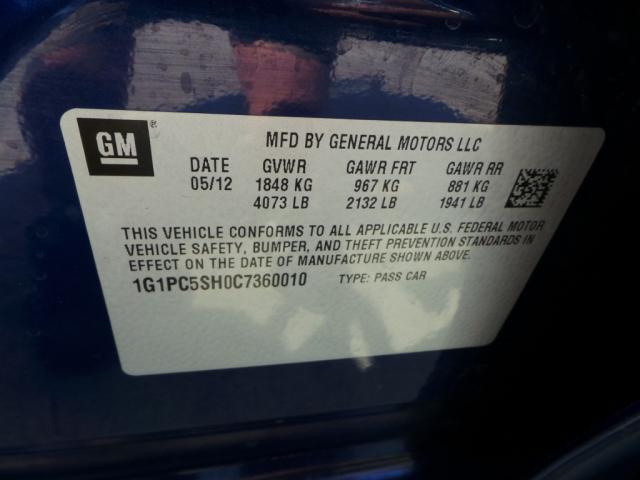 GM®
MFD BY GENERAL MOTORS LLC
DATE GVWR GAWR FRT GAWR RR
05/12 1848 KG 967 KG 881 KG
4073 LB 2132 LB 1941 LB
THIS VEHICLE CONFORMS TO ALL APPLICABLE U.S. FEDERAL MOTOR
VEHICLE SAFETY, BUMPER, AND THEFT PREVENTION STANDARDS IN
EFFECT ON THE DATE OF MANUFACTURE SHOWN ABOVE.
1G1PC5SH0C7360010 TYPE: PASS CAR